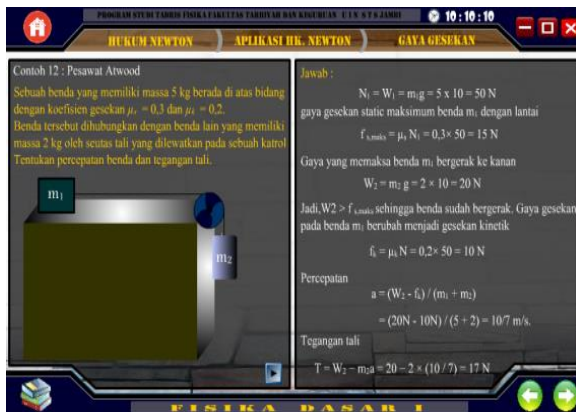 PROGRAM STUDI TADRIS FISIKA FAKULTAS TARBIYAH DAN KEGURUAN U I N S T S JAMBI
10:10:10
HUKUM NEWTON
APLIKASI HK. NEWTON
GAYA GESEKAN
Contoh 12 : Pesawat Atwood
Sebuah benda yang memiliki massa 5 kg berada di atas bidang
dengan koefisien gesekan μs = 0,3 dan μk = 0,2.
Benda tersebut dihubungkan dengan benda lain yang memiliki
massa 2 kg oleh seutas tali yang dilewatkan pada sebuah katrol
Tentukan percepatan benda dan tegangan tali.
m₁
m₂
Jawab :
N₁ = W₁ = m₁g = 5 x 10 = 50 N
gaya gesekan static maksimum benda m₁ dengan lantai
f s,maks = μs N₁ = 0,3× 50 = 15 N
Gaya yang memaksa benda m₁ bergerak ke kanan
W₂ = m₂ g = 2 × 10 = 20 N
Jadi,W2 > f s,maks sehingga benda sudah bergerak. Gaya gesekan
pada benda m₁ berubah menjadi gesekan kinetik
fk = μk N = 0,2× 50 = 10 N
Percepatan
a = (W₂ - fk) / (m₁ + m₂)
= (20N - 10N) / (5 + 2) = 10/7 m/s.
Tegangan tali
T = W₂ – m₂a = 20 – 2 × (10 / 7) = 17 N
FISIKA DASAR I